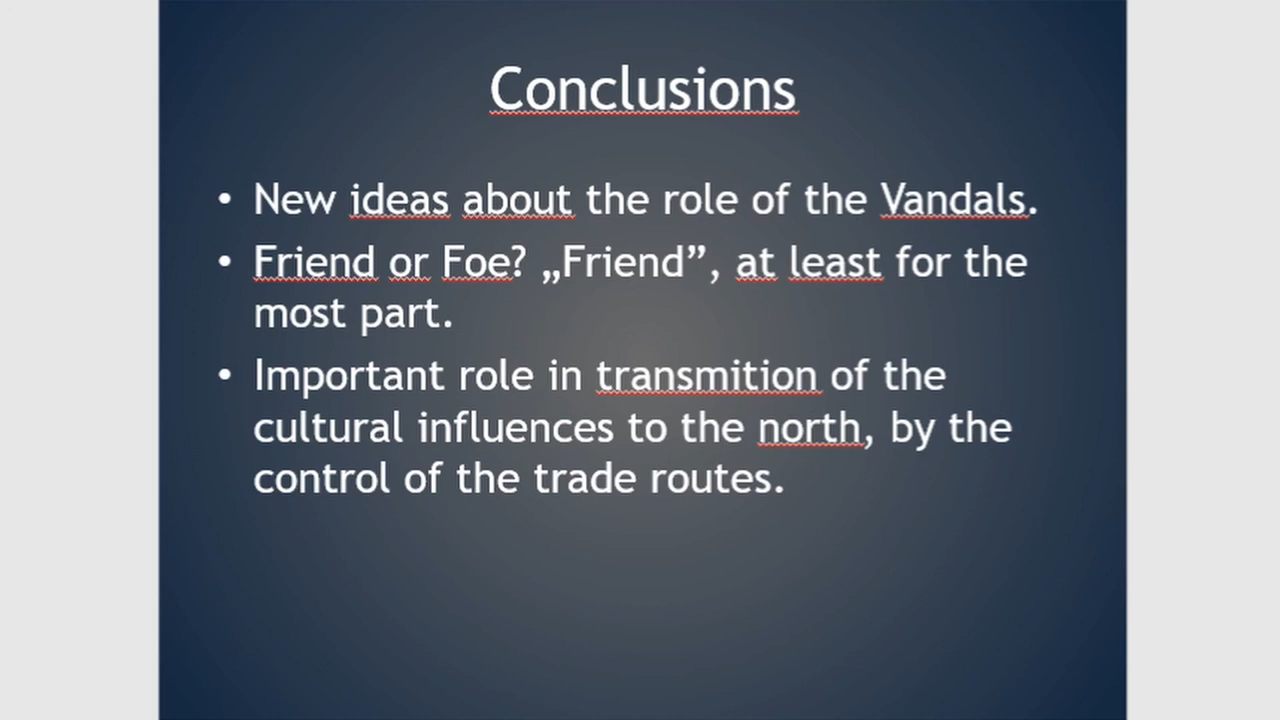 Conclusions
• New ideas about the role of the Vandals.
• Friend or Foe? „Friend”, at least for the
most part.
• Important role in transmition of the
cultural influences to the north, by the
control of the trade routes.